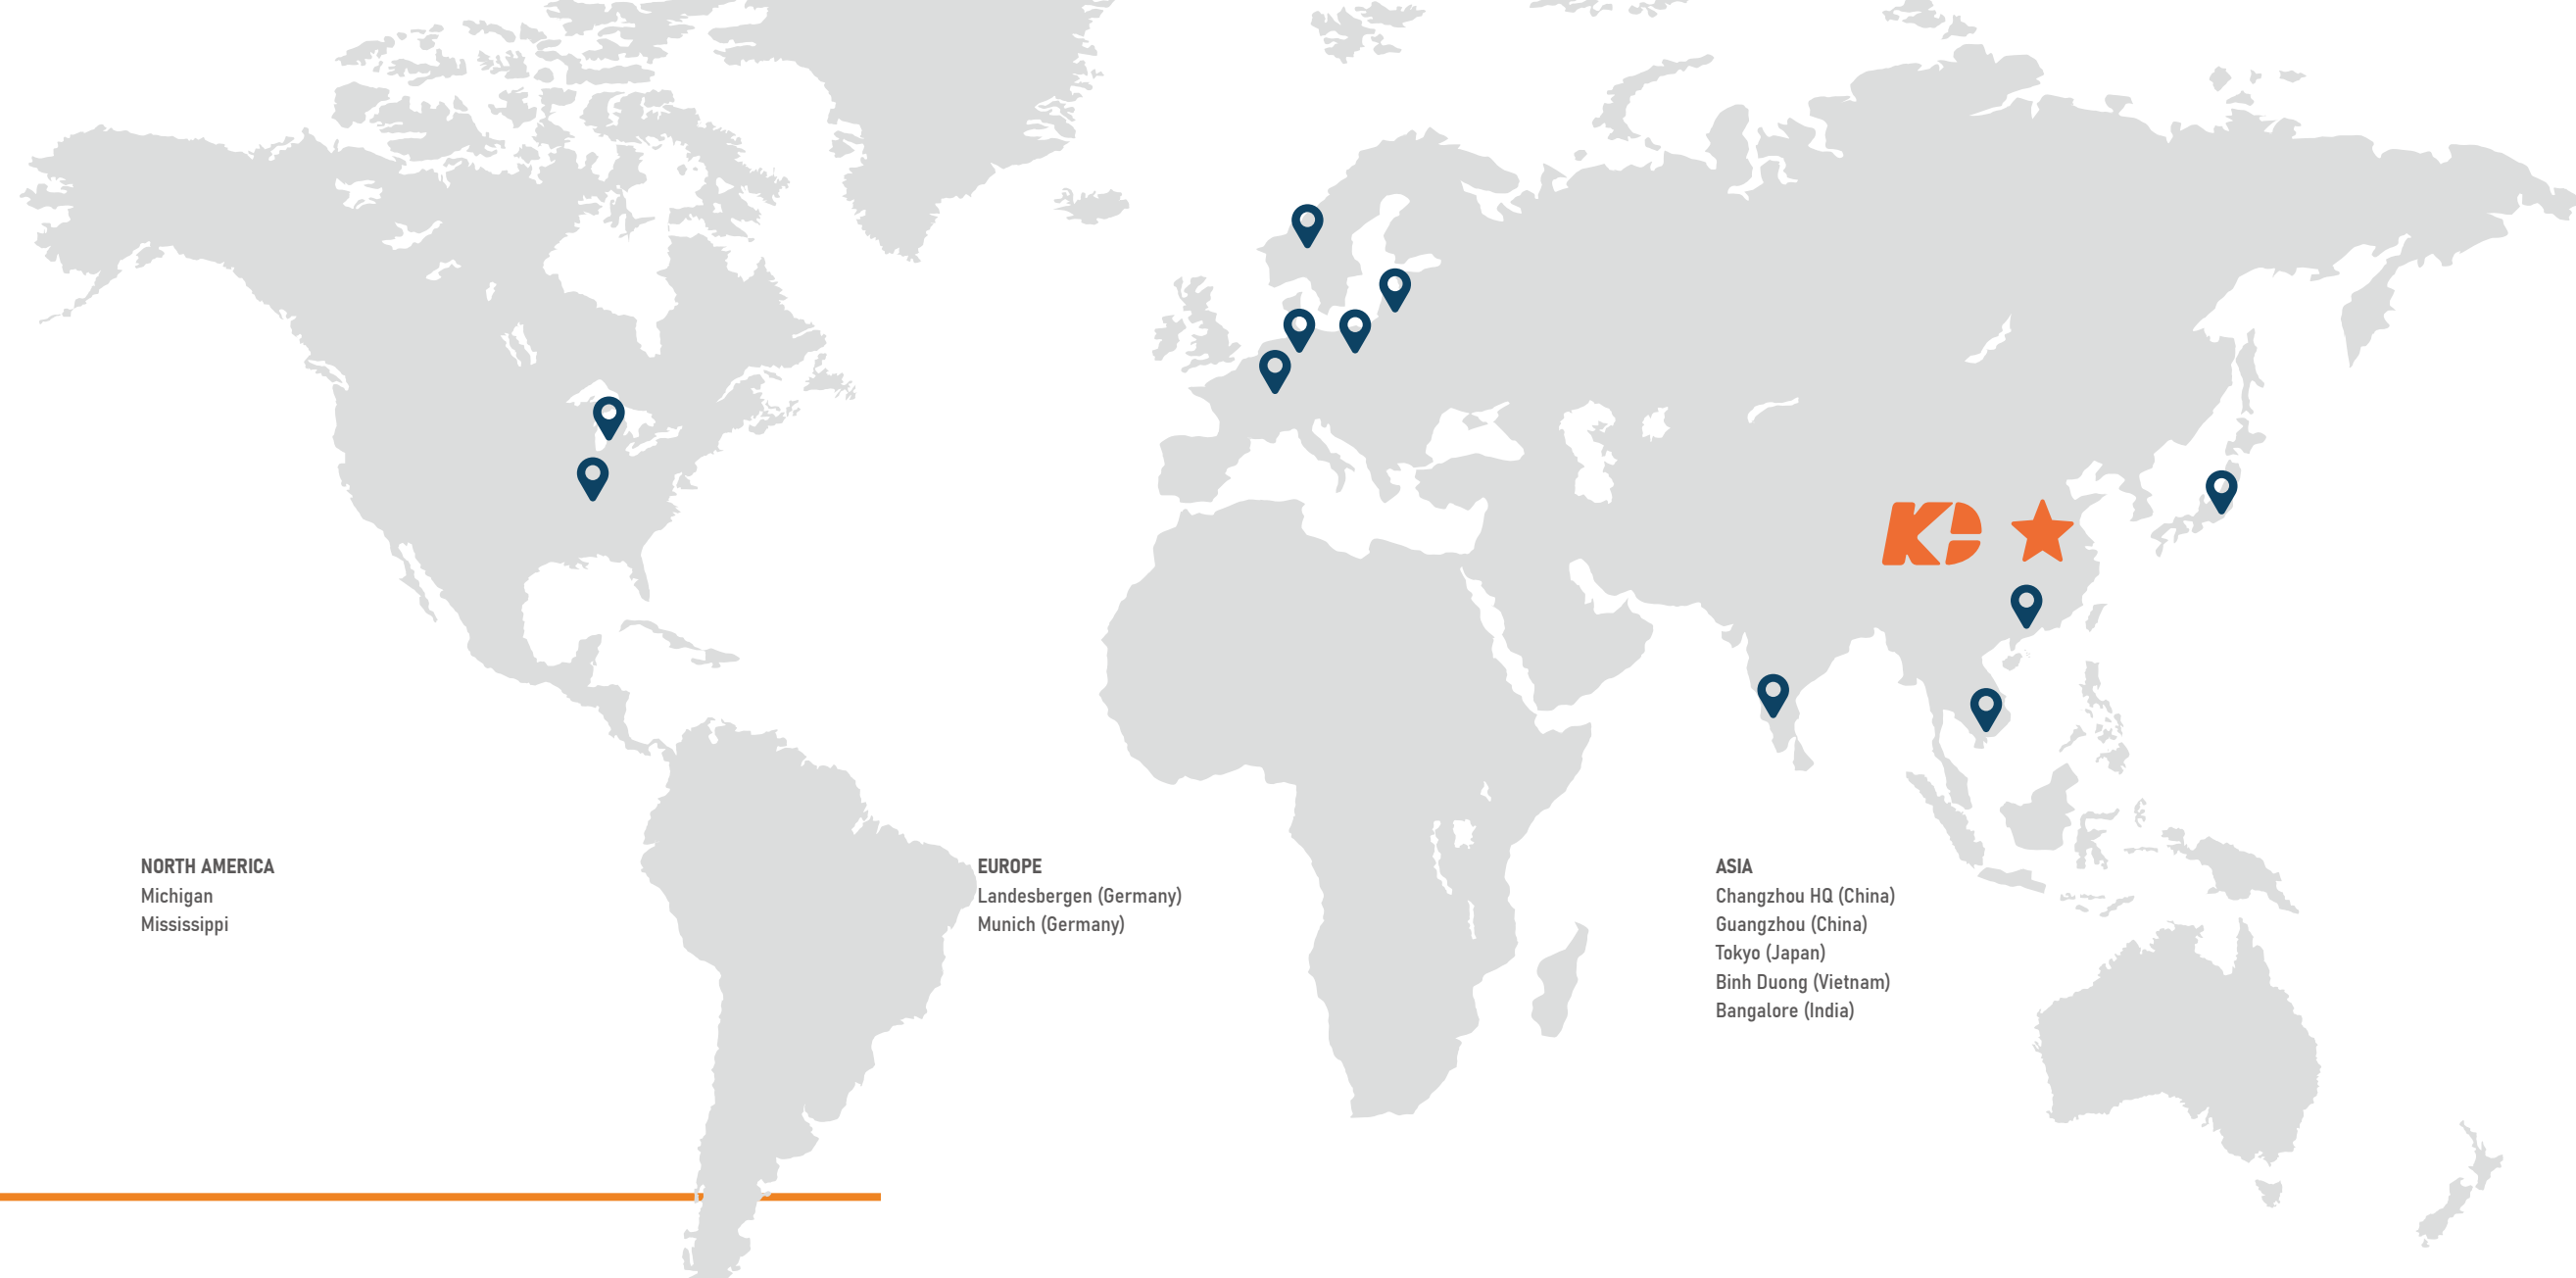 KD
NORTH AMERICA
Michigan
Mississippi
EUROPE
Landesbergen (Germany)
Munich (Germany)
ASIA
Changzhou HQ (China)
Guangzhou (China)
Tokyo (Japan)
Binh Duong (Vietnam)
Bangalore (India)